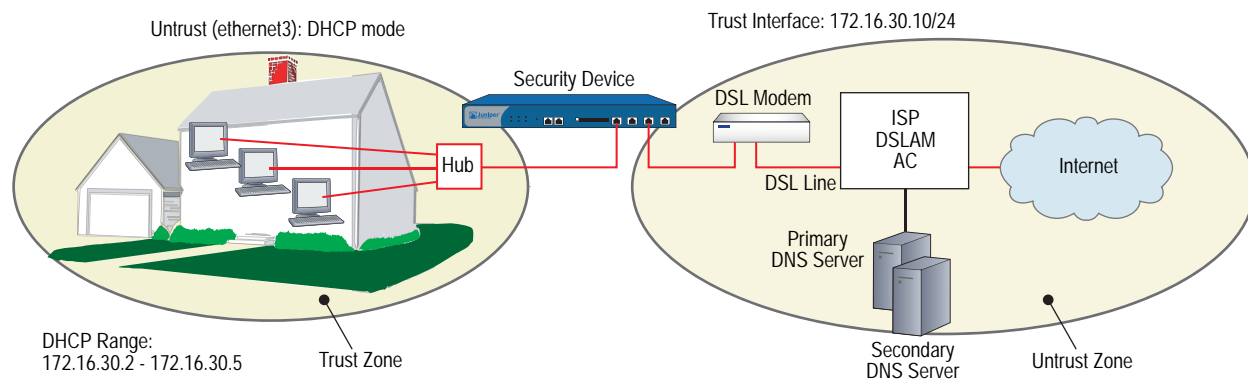 Untrust (ethernet3): DHCP mode
Trust Interface: 172.16.30.10/24
Security Device
Juniper
DSL Modem
ISP
DSLAM
AC
Hub
Internet
DSL Line
Primary
DNS Server
DHCP Range:
172.16.30.2 - 172.16.30.5
Trust Zone
Secondary
DNS Server
Untrust Zone